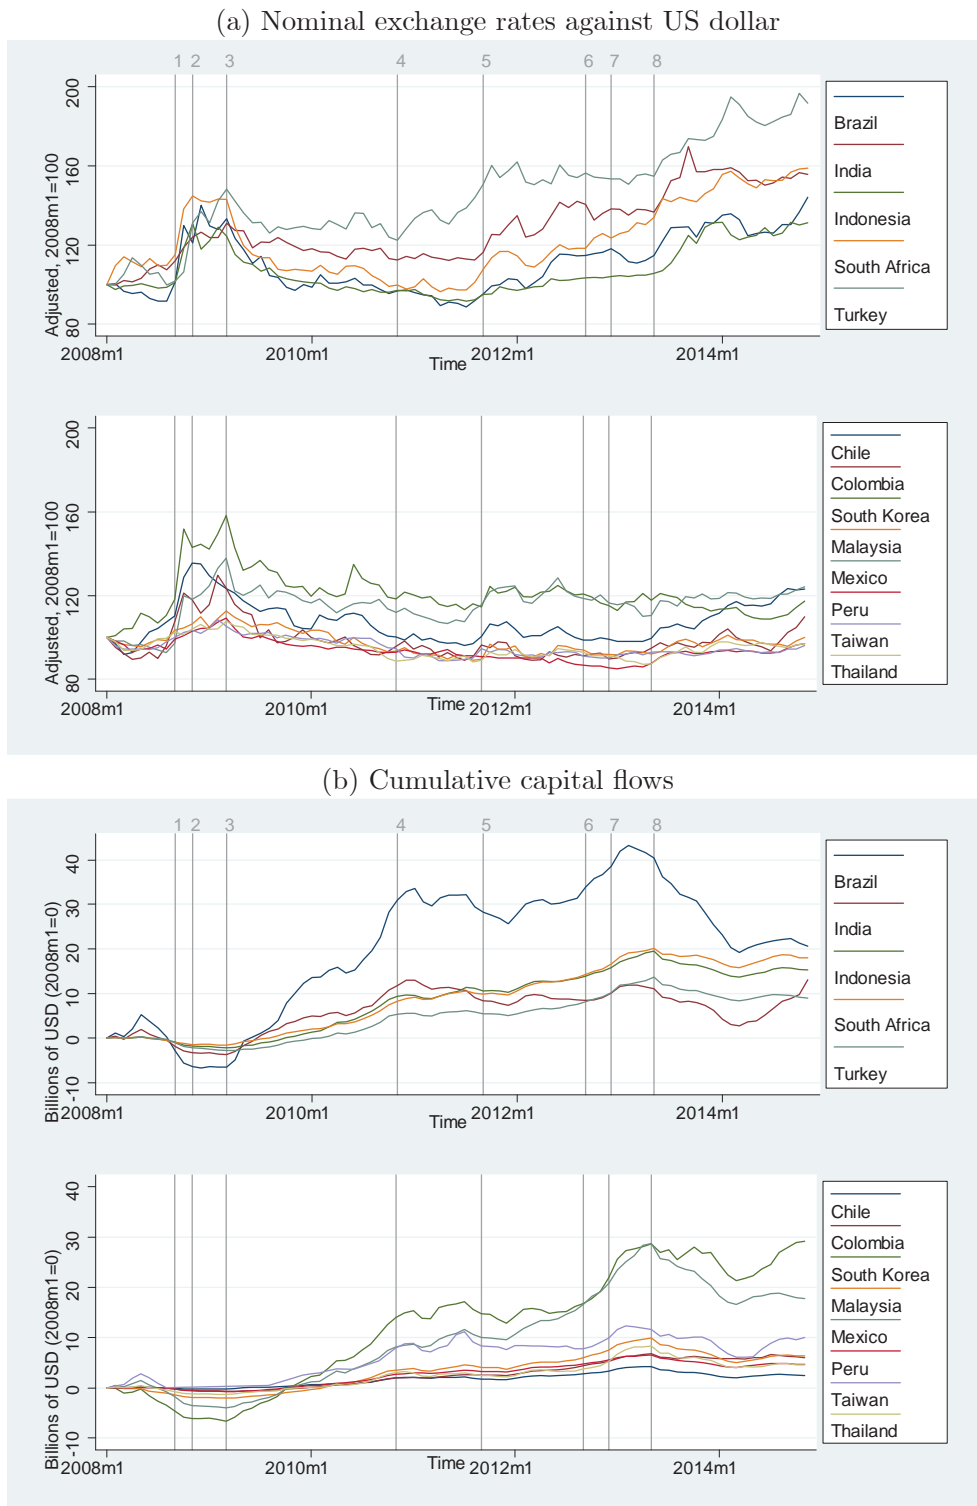 (a) Nominal exchange rates against US dollar
1 2 3 4 5 6 7 8
Adjusted, 2008m1=100
200
160
120
80
2008m1 2010m1 2012m1 2014m1
Time
Brazil
India
Indonesia
South Africa
Turkey
Adjusted, 2008m1=100
200
160
120
80
2008m1 2010m1 2012m1 2014m1
Time
Chile
Colombia
South Korea
Malaysia
Mexico
Peru
Taiwan
Thailand
(b) Cumulative capital flows
1 2 3 4 5 6 7 8
Billions of USD (2008m1=0)
40
30
20
10
0
-10
2008m1 2010m1 2012m1 2014m1
Time
Brazil
India
Indonesia
South Africa
Turkey
Billions of USD (2008m1=0)
40
30
20
10
0
-10
2008m1 2010m1 2012m1 2014m1
Time
Chile
Colombia
South Korea
Malaysia
Mexico
Peru
Taiwan
Thailand